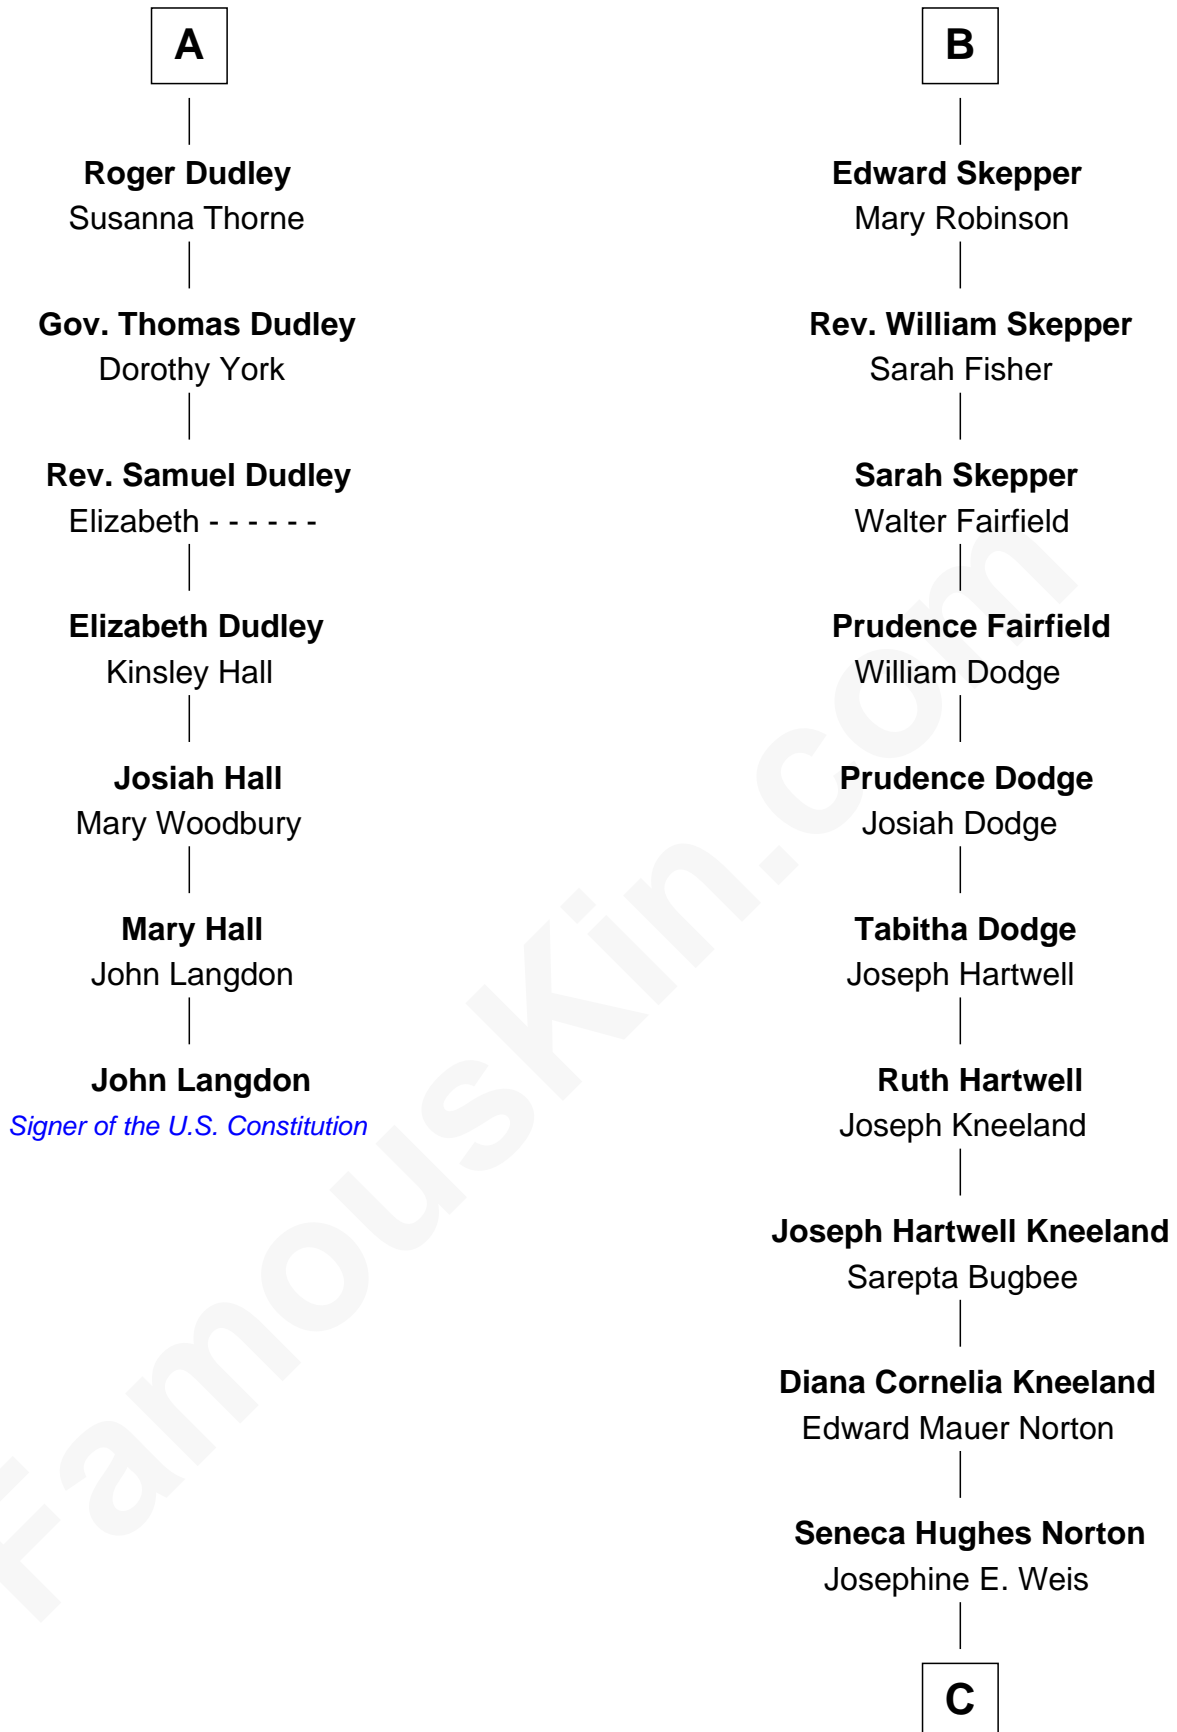 A
Roger Dudley
Susanna Thorne
Gov. Thomas Dudley
Dorothy York
Rev. Samuel Dudley
Elizabeth - - - - - -
Elizabeth Dudley
Kinsley Hall
Josiah Hall
Mary Woodbury
Mary Hall
John Langdon
John Langdon
Signer of the U.S. Constitution
B
Edward Skepper
Mary Robinson
Rev. William Skepper
Sarah Fisher
Sarah Skepper
Walter Fairfield
Prudence Fairfield
William Dodge
Prudence Dodge
Josiah Dodge
Tabitha Dodge
Joseph Hartwell
Ruth Hartwell
Joseph Kneeland
Joseph Hartwell Kneeland
Sarepta Bugbee
Diana Cornelia Kneeland
Edward Mauer Norton
Seneca Hughes Norton
Josephine E. Weis
C
FamousKin.com